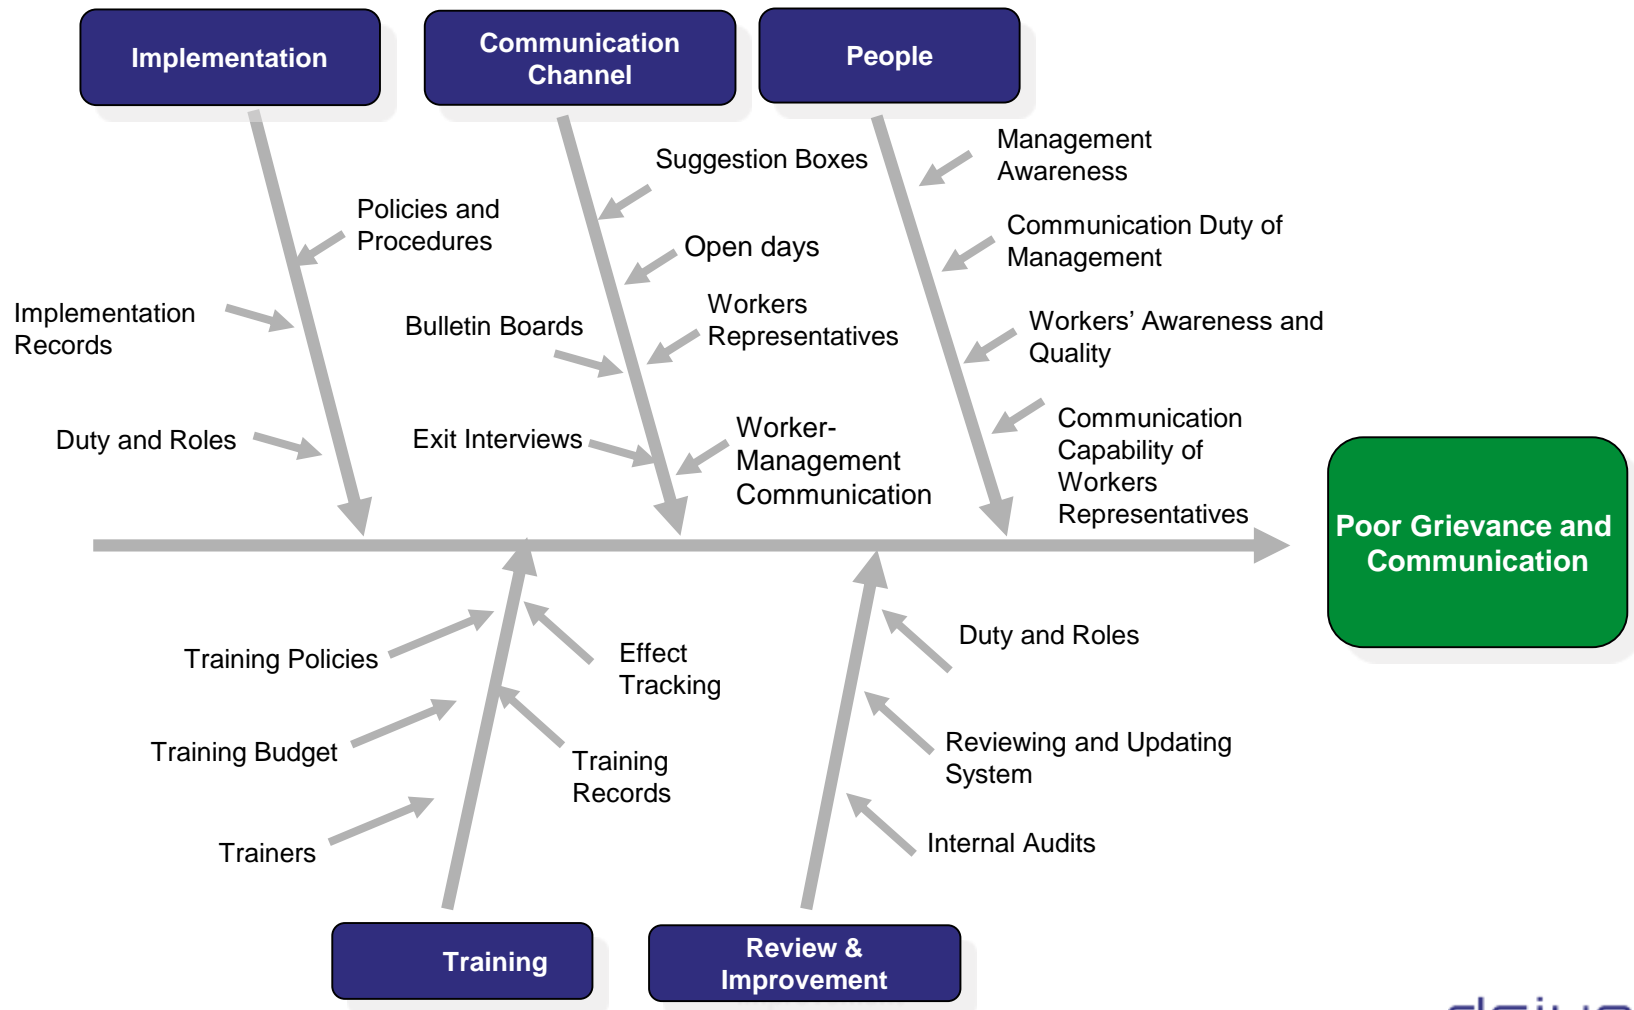 Implementation
Communication
Channel
People
Management
Awareness
Suggestion Boxes
Policies and
Procedures
Communication Duty of
Management
Open days
Implementation
Records
Bulletin Boards
Workers
Representatives
Workers’ Awareness and
Quality
Duty and Roles
Exit Interviews
Worker-
Management
Communication
Communication
Capability of
Workers
Representatives
Poor Grievance and
Communication
Training Policies
Effect
Tracking
Duty and Roles
Training Budget
Training
Records
Reviewing and Updating
System
Trainers
Internal Audits
Training
Review &
Improvement